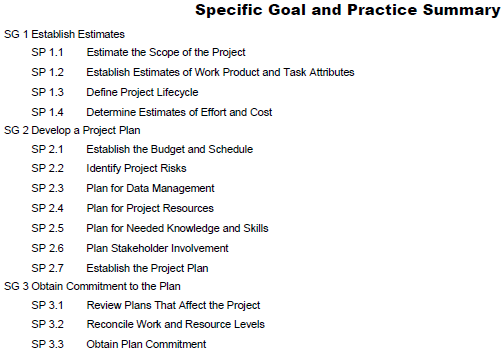 Specific Goal and Practice Summary
SG 1 Establish Estimates
SP 1.1 Estimate the Scope of the Project
SP 1.2 Establish Estimates of Work Product and Task Attributes
SP 1.3 Define Project Lifecycle
SP 1.4 Determine Estimates of Effort and Cost
SG 2 Develop a Project Plan
SP 2.1 Establish the Budget and Schedule
SP 2.2 Identify Project Risks
SP 2.3 Plan for Data Management
SP 2.4 Plan for Project Resources
SP 2.5 Plan for Needed Knowledge and Skills
SP 2.6 Plan Stakeholder Involvement
SP 2.7 Establish the Project Plan
SG 3 Obtain Commitment to the Plan
SP 3.1 Review Plans That Affect the Project
SP 3.2 Reconcile Work and Resource Levels
SP 3.3 Obtain Plan Commitment